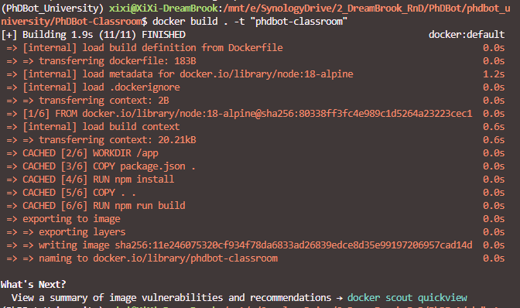 (PhDBot_University) xixi@XiXi-DreamBook:/mnt/e/SynologyDrive/2_DreamBook_RnD/PhDBot/phdbot_u
niversity/PhDBot-Classroom$ docker build . -t "phdbot-classroom"
[+] Building 1.9s (11/11) FINISHED docker:default
=> [internal] load build definition from Dockerfile 0.0s
=> => transferring dockerfile: 183B 0.0s
=> [internal] load metadata for docker.io/library/node:18-alpine 1.2s
=> [internal] load .dockerignore 0.0s
=> => transferring context: 2B 0.0s
=> [1/6] FROM docker.io/library/node:18-alpine@sha256:80338ff3fc4e989c1d5264a23223cec1 0.0s
=> [internal] load build context 0.6s
=> => transferring context: 20.21kB 0.6s
=> CACHED [2/6] WORKDIR /app 0.0s
=> CACHED [3/6] COPY package.json . 0.0s
=> CACHED [4/6] RUN npm install 0.0s
=> CACHED [5/6] COPY . . 0.0s
=> CACHED [6/6] RUN npm run build 0.0s
=> exporting to image 0.0s
=> => exporting layers 0.0s
=> => writing image sha256:11e246075320cf934f78da6833ad26839edce8d35e99197206957cad14d 0.0s
=> => naming to docker.io/library/phdbot-classroom 0.0s
What's Next?
View a summary of image vulnerabilities and recommendations → docker scout quickview